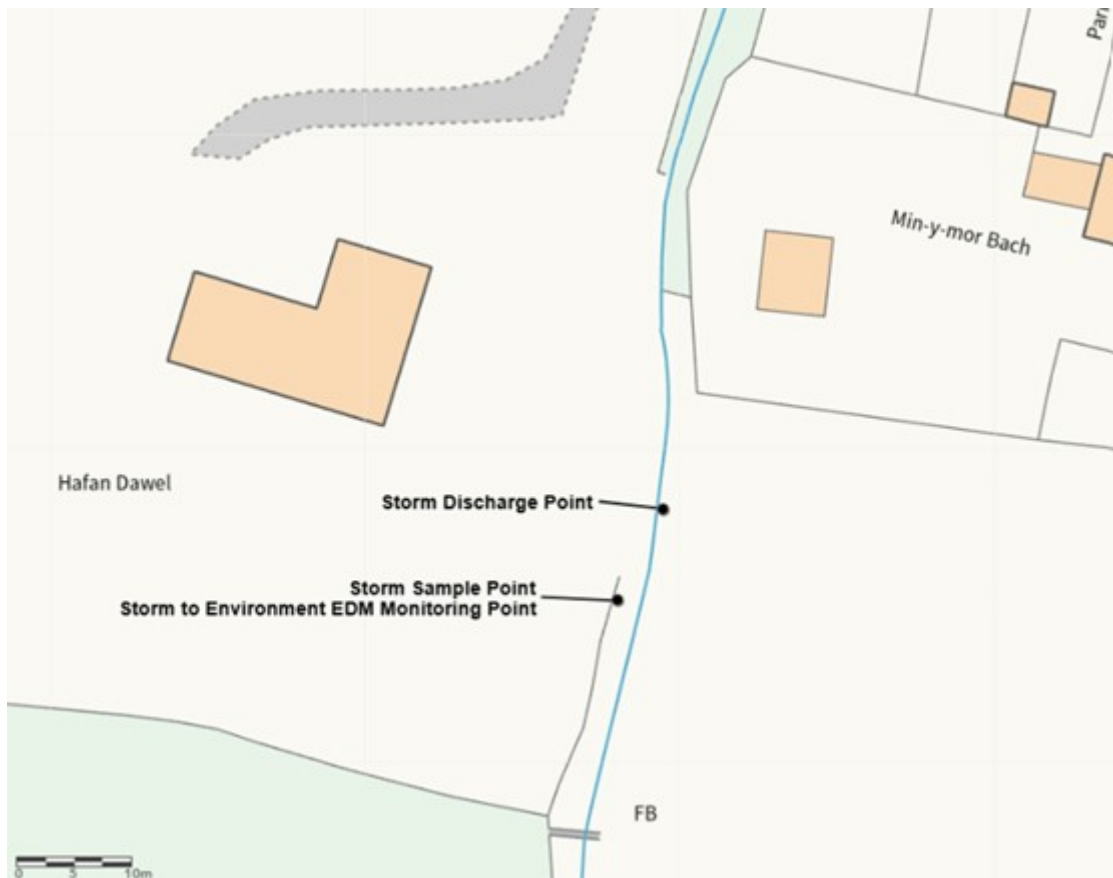 Min-y-mor Bach
Hafan Dawel
Storm Discharge Point
Storm Sample Point
Storm to Environment EDM Monitoring Point
FB
0 5 10m